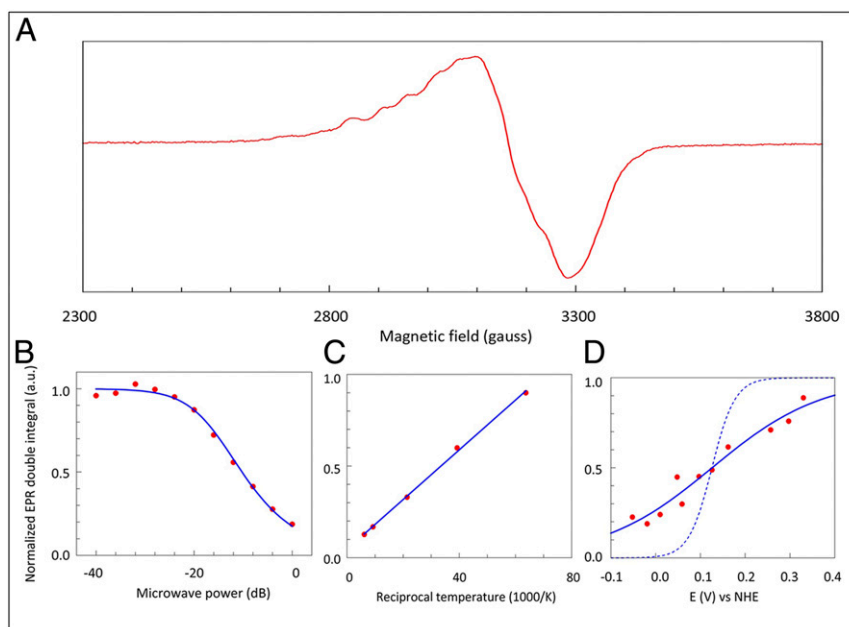 A
2300 2800 3300 3800
Magnetic field (gauss)
B C D
Normalized EPR double integral (a.u.)
1.0 1.0 1.0
0.5 0.5 0.5
0.0 0.0 0.0
-40 -20 0 0 40 80 -0.1 0.0 0.1 0.2 0.3 0.4
Microwave power (dB) Reciprocal temperature (1000/K) E (V) vs NHE